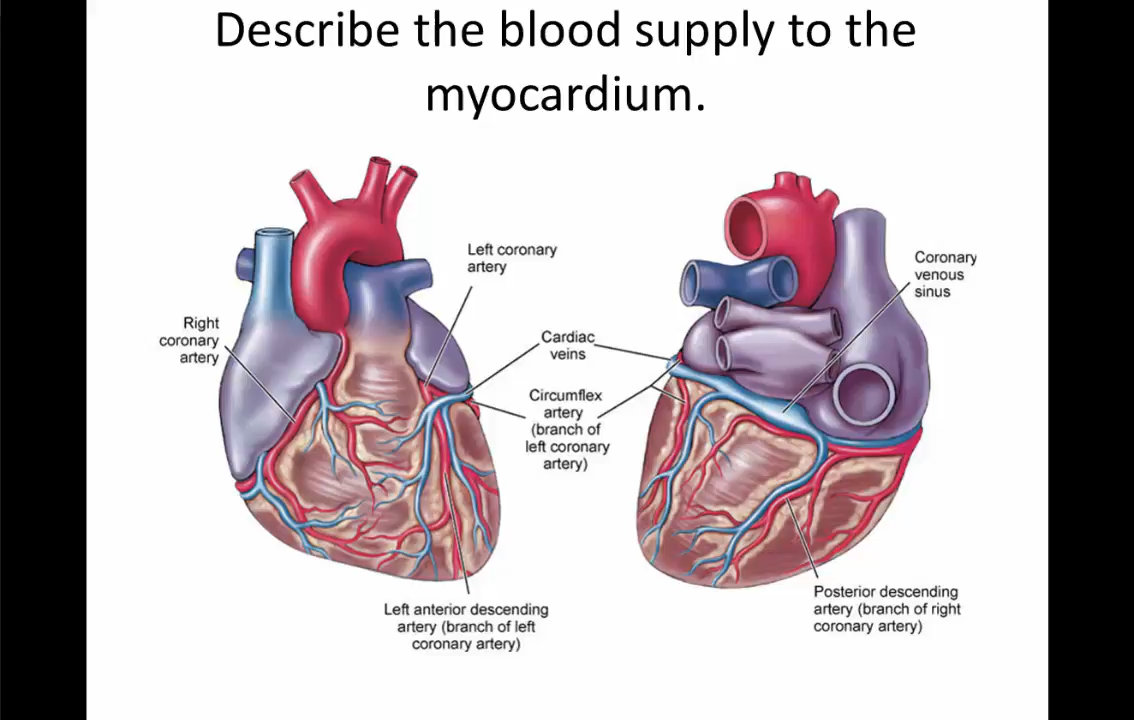 Describe the blood supply to the
myocardium.
Left coronary
artery
Coronary
venous
sinus
Right
coronary
artery
Cardiac
veins
Circumflex
artery
(branch of
left coronary
artery)
Left anterior descending
artery (branch of left
coronary artery)
Posterior descending
artery (branch of right
coronary artery)